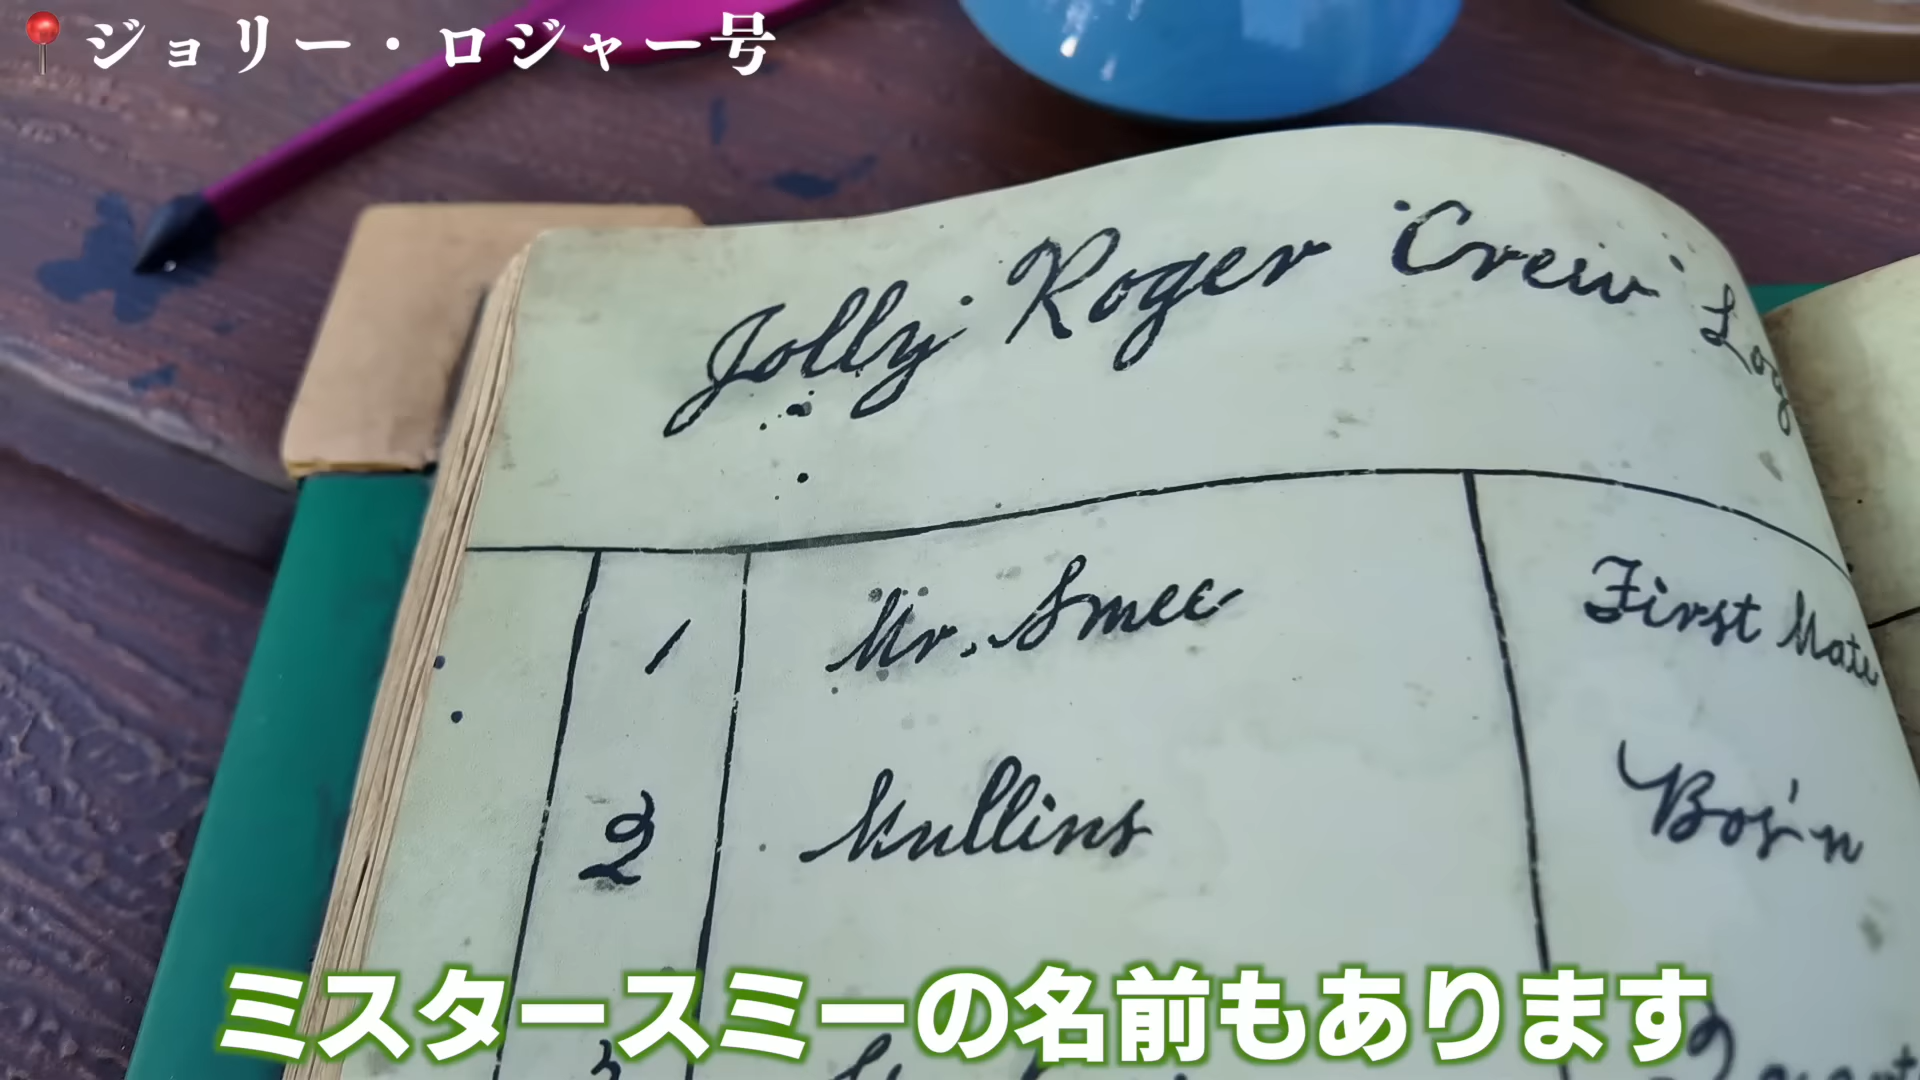 ジョリー・ロジャー号
Jolly Roger Crew Log
1 Mr. Smee First Mate
2 Mullins Bos'n
3
ミスタースミーの名前もあります